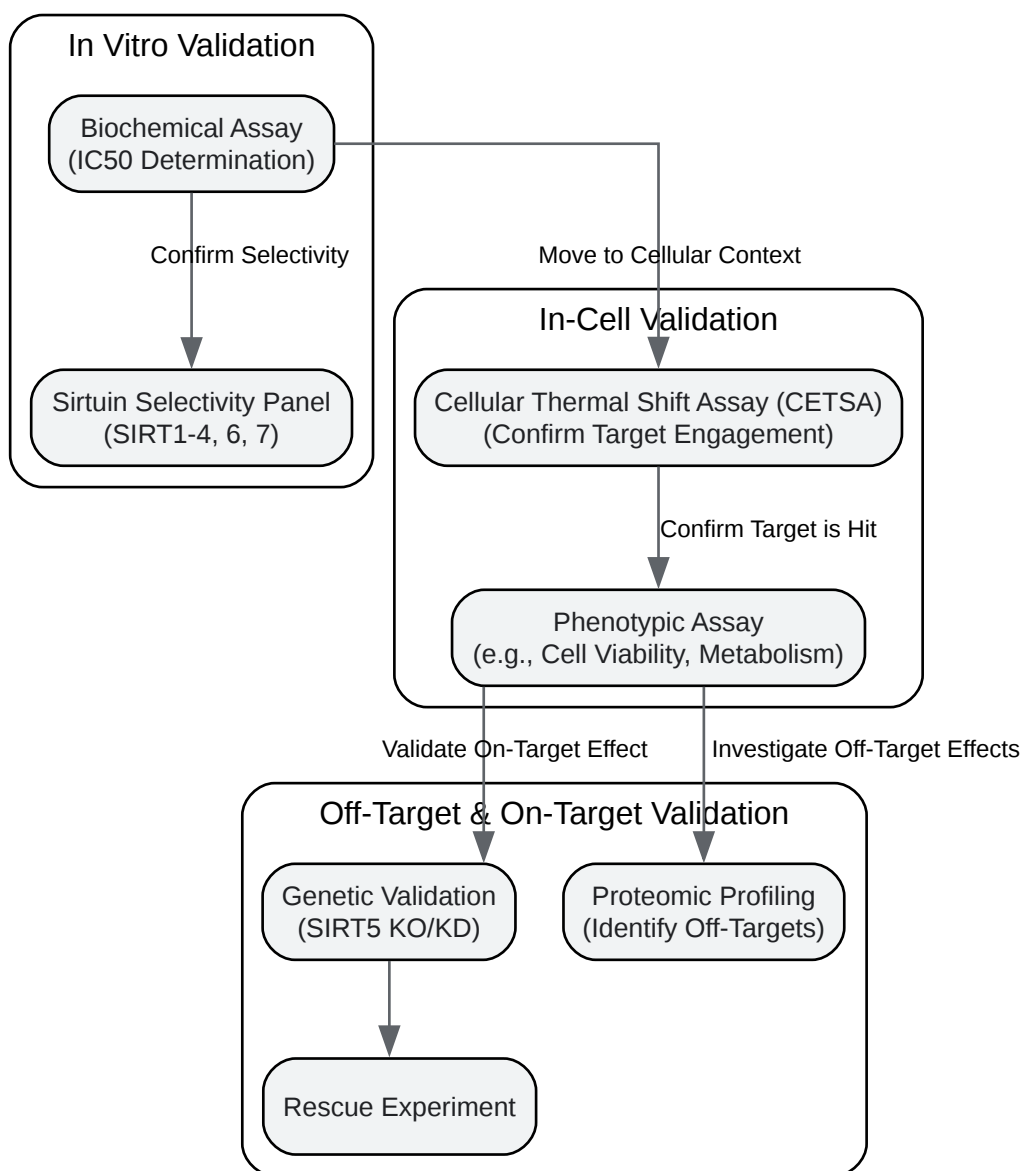 In Vitro Validation
Biochemical Assay
(IC50 Determination)
Confirm Selectivity
Move to Cellular Context
In-Cell Validation
Sirtuin Selectivity Panel
(SIRT1-4, 6, 7)
Cellular Thermal Shift Assay (CETSA)
(Confirm Target Engagement)
Confirm Target is Hit
Phenotypic Assay
(e.g., Cell Viability, Metabolism)
Validate On-Target Effect
Investigate Off-Target Effects
Off-Target & On-Target Validation
Genetic Validation
(SIRT5 KO/KD)
Proteomic Profiling
(Identify Off-Targets)
Rescue Experiment